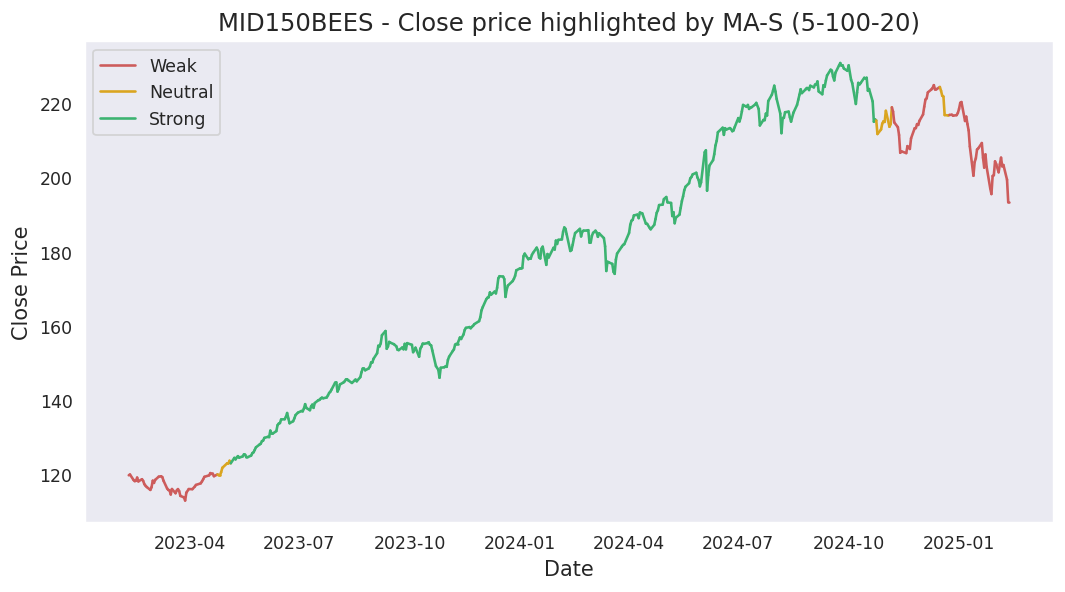 MID150BEES - Close price highlighted by MA-S (5-100-20)
Weak
Neutral
Strong
Close Price
220
200
180
160
140
120
2023-04 2023-07 2023-10 2024-01 2024-04 2024-07 2024-10 2025-01
Date